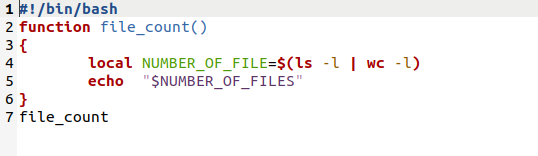 1 #!/bin/bash
2 function file_count()
3 {
4 local NUMBER_OF_FILE=$(ls -l | wc -l)
5 echo "$NUMBER_OF_FILES"
6 }
7 file_count